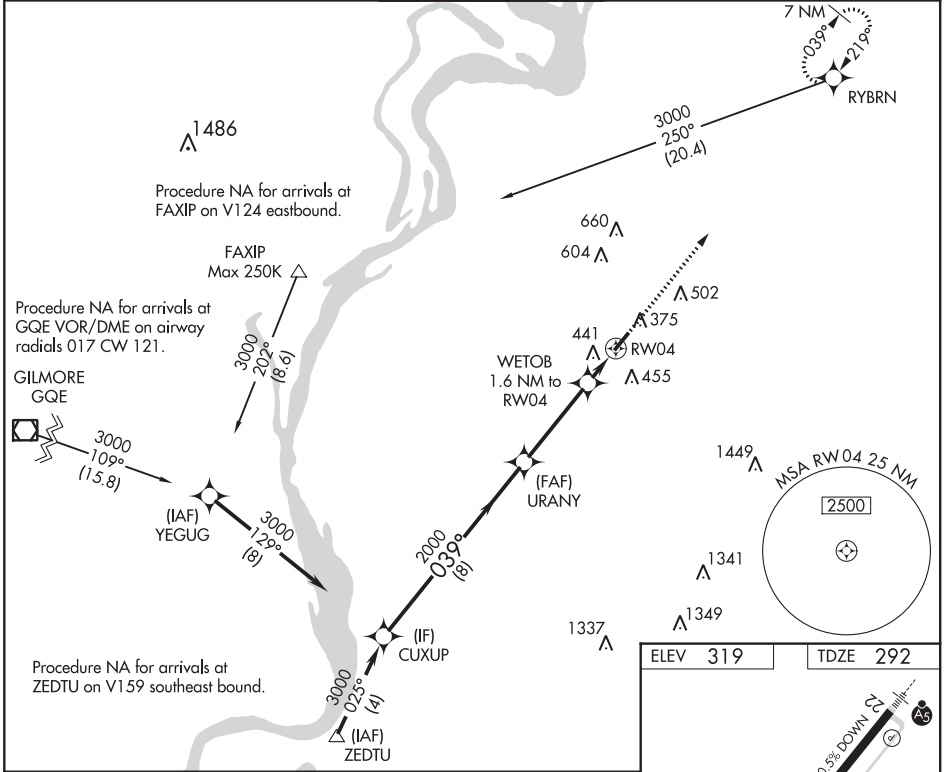 7 NM
039°
219°
RYBRN
3000
250°
(20.4)
1486
Procedure NA for arrivals at
FAXIP on V124 eastbound.
660
604
FAXIP
Max 250K
502
Procedure NA for arrivals at
GQE VOR/DME on airway
radials 017 CW 121.
3000
202°
(8.6)
375
441
RW04
WETOB
1.6 NM to
RW04
455
GILMORE
GQE
3000
109°
(15.8)
1449
MSA RW04 25 NM
2500
(FAF)
URANY
(IAF)
YEGUG
3000
129°
(8)
2000
039°
(8)
1341
1349
1337
(IF)
CUXUP
ELEV 319
TDZE 292
Procedure NA for arrivals at
ZEDTU on V159 southeast bound.
3000
025°
(4)
(IAF)
ZEDTU
22
0.5% DOWN
P
A5